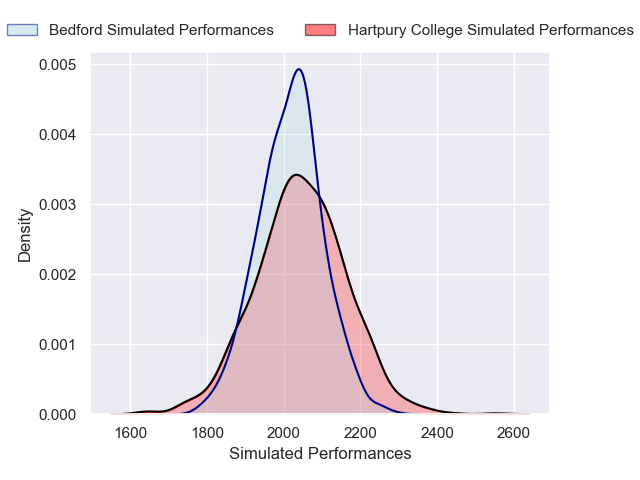 Bedford Simulated Performances Hartpury College Simulated Performances
0.005
0.004
0.003
0.002
0.001
0.000
Density
1600 1800 2000 2200 2400 2600
Simulated Performances